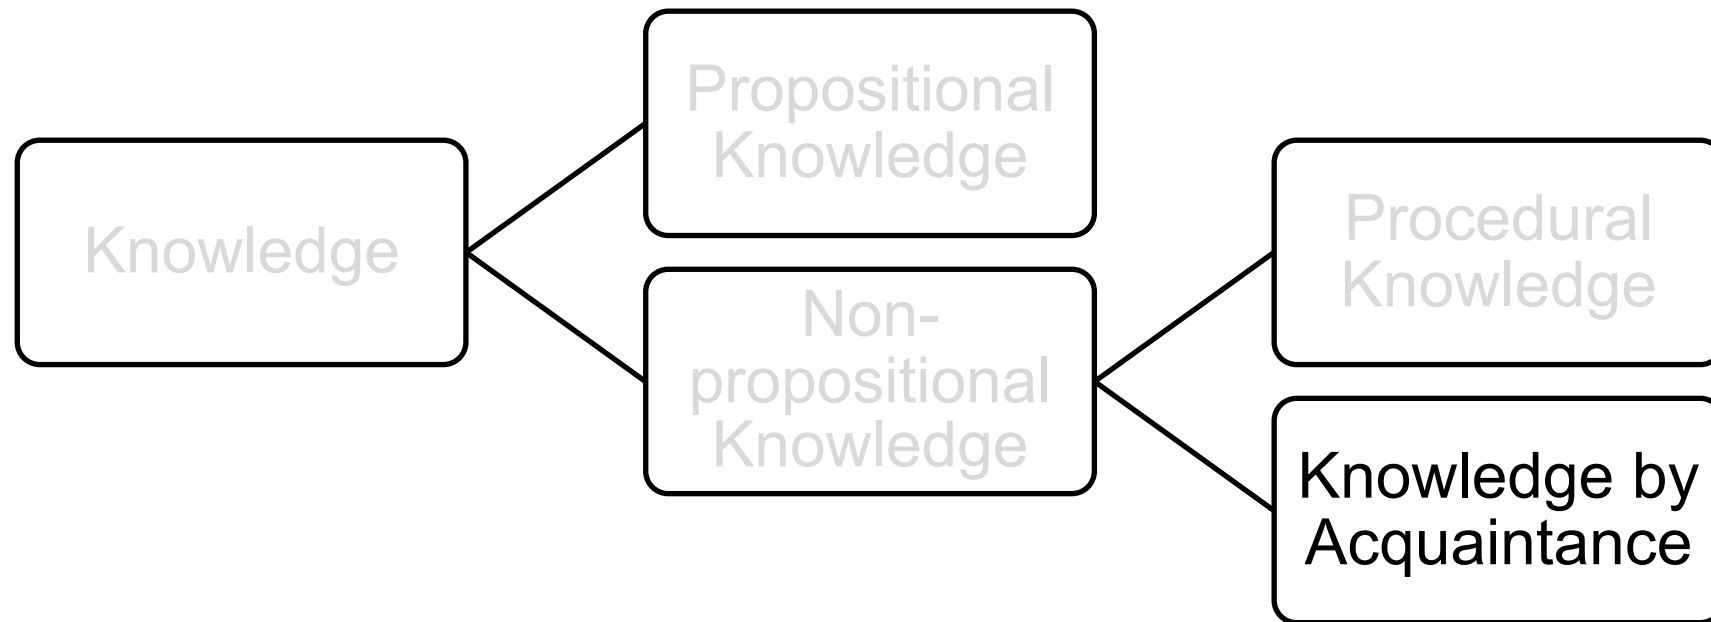 Knowledge
Propositional
Knowledge
Non-
propositional
Knowledge
Procedural
Knowledge
Knowledge by
Acquaintance